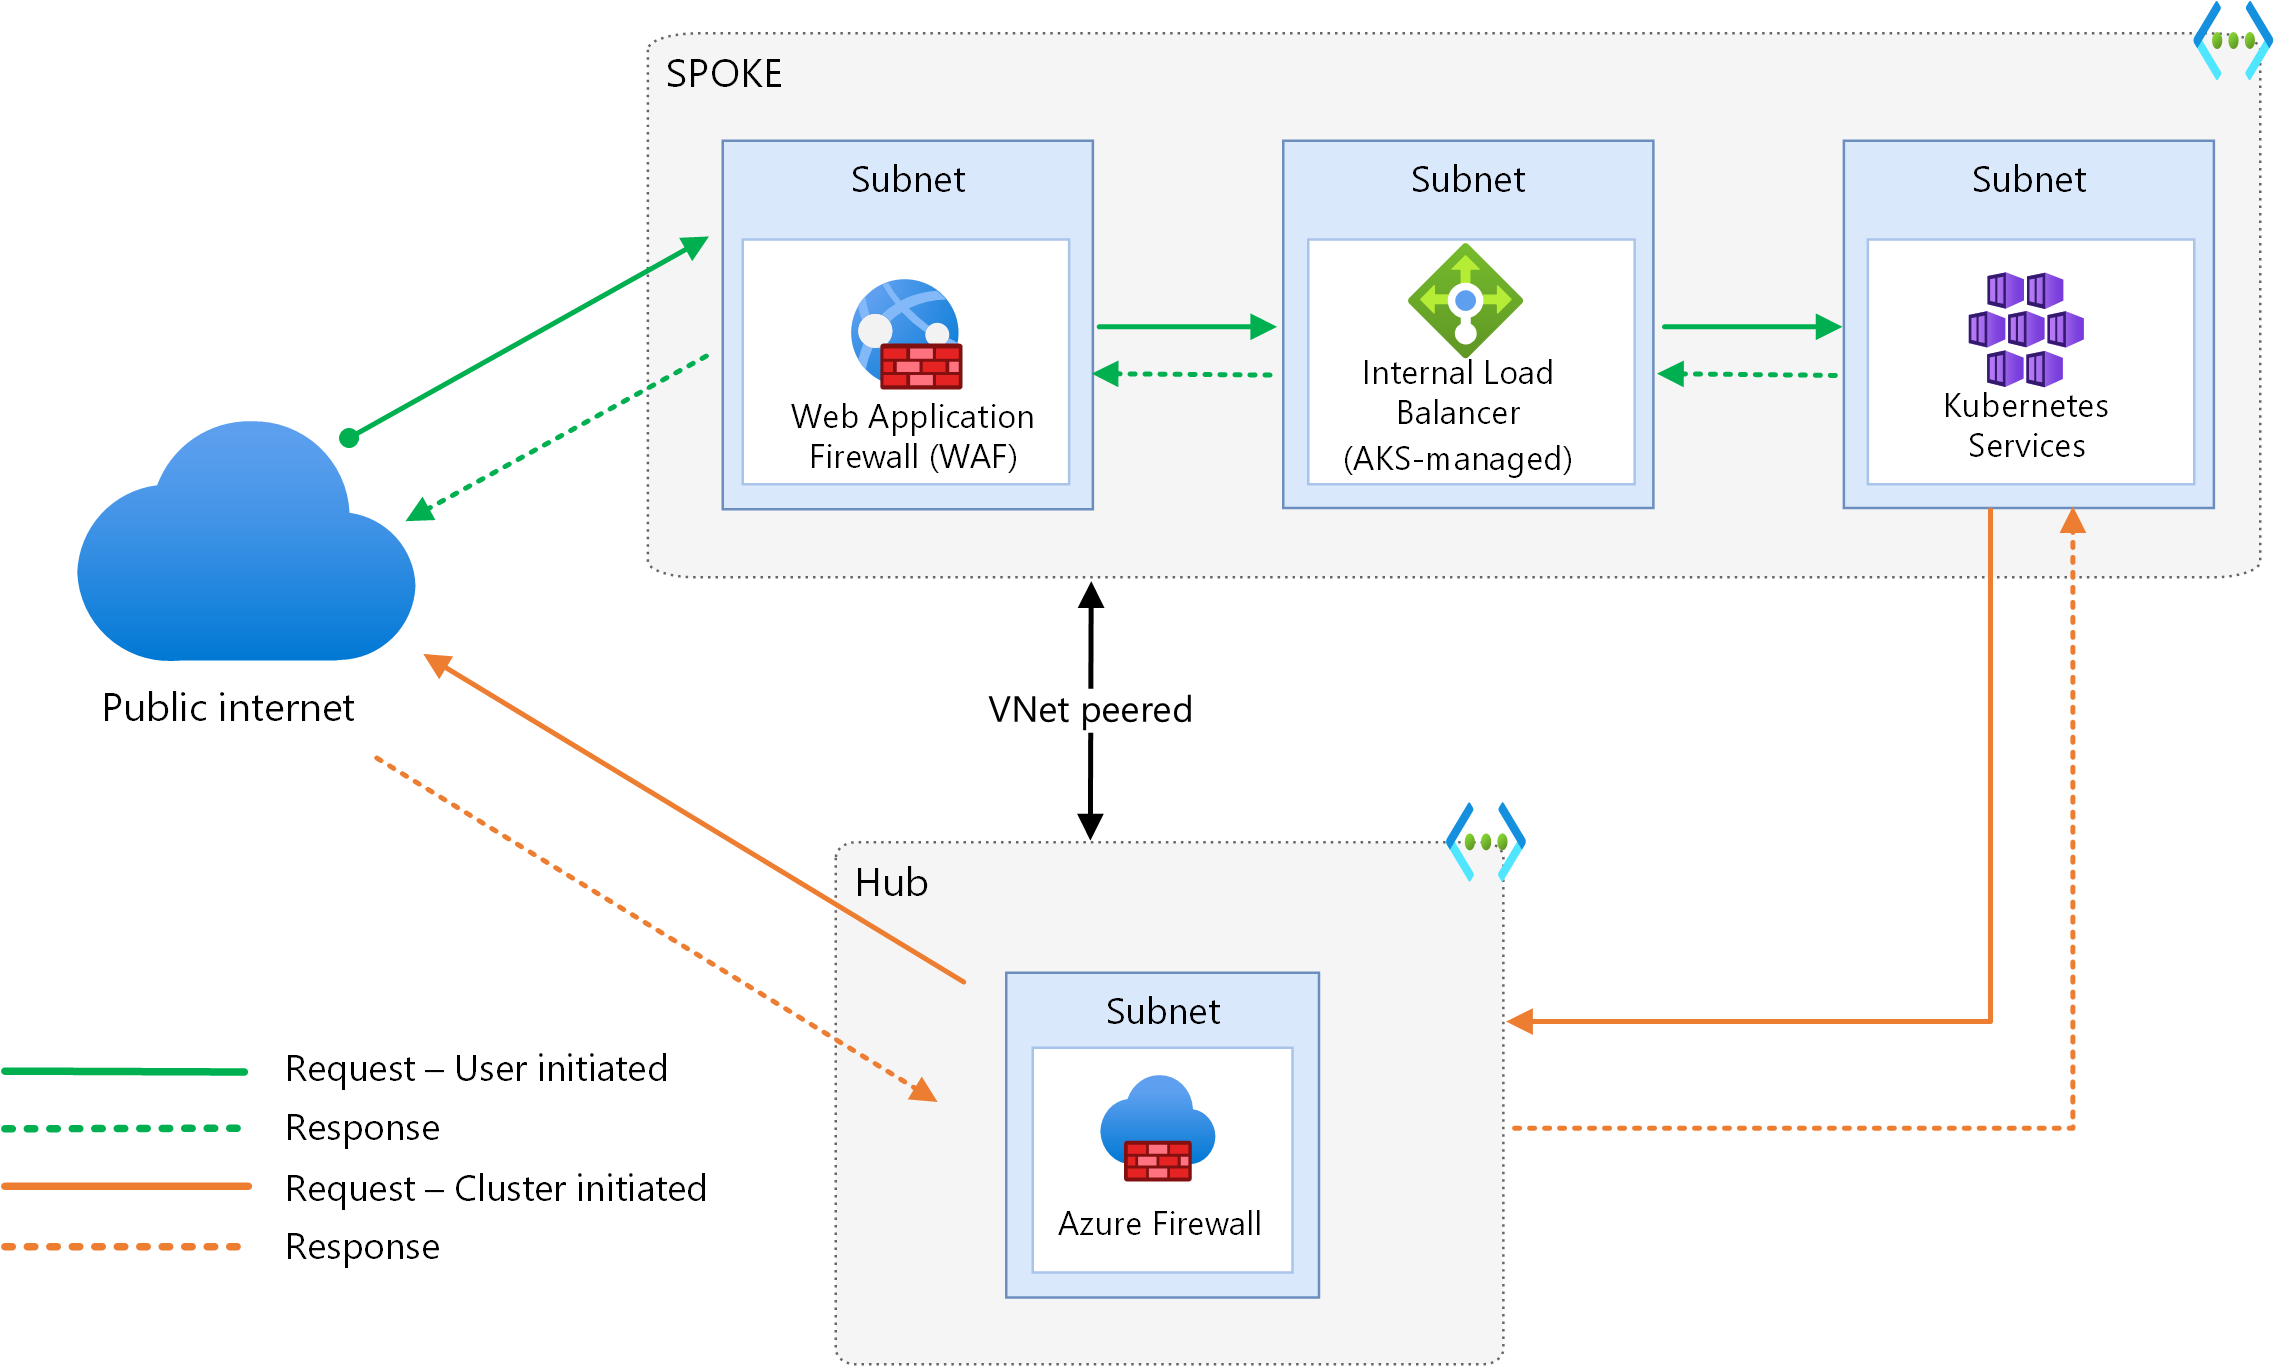 SPOKE
Subnet
Web Application
Firewall (WAF)
Subnet
Internal Load
Balancer
(AKS-managed)
Subnet
Kubernetes
Services
Public internet
VNet peered
Hub
Subnet
Azure Firewall
Request – User initiated
Response
Request – Cluster initiated
Response